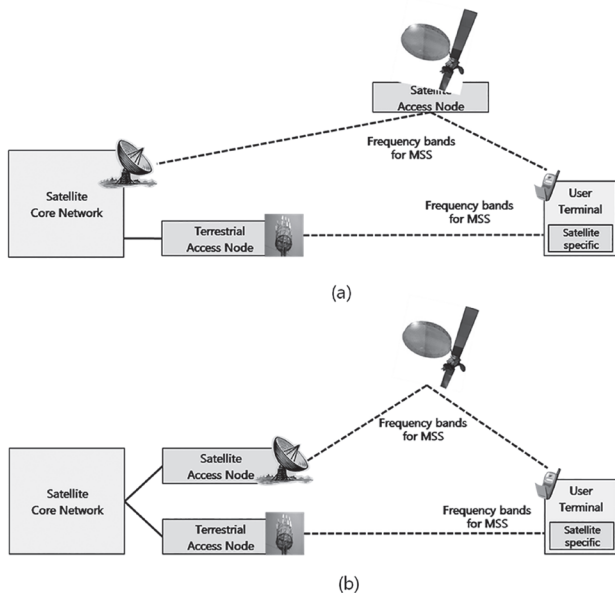 Satellite
Access Node
Frequency bands
for MSS
Satellite
Core Network
User
Terminal
Frequency bands
for MSS
Terrestrial
Access Node
Satellite
specific
(a)
Frequency bands
for MSS
Satellite
Access Node
Satellite
Core Network
User
Terminal
Frequency bands
for MSS
Terrestrial
Access Node
Satellite
specific
(b)